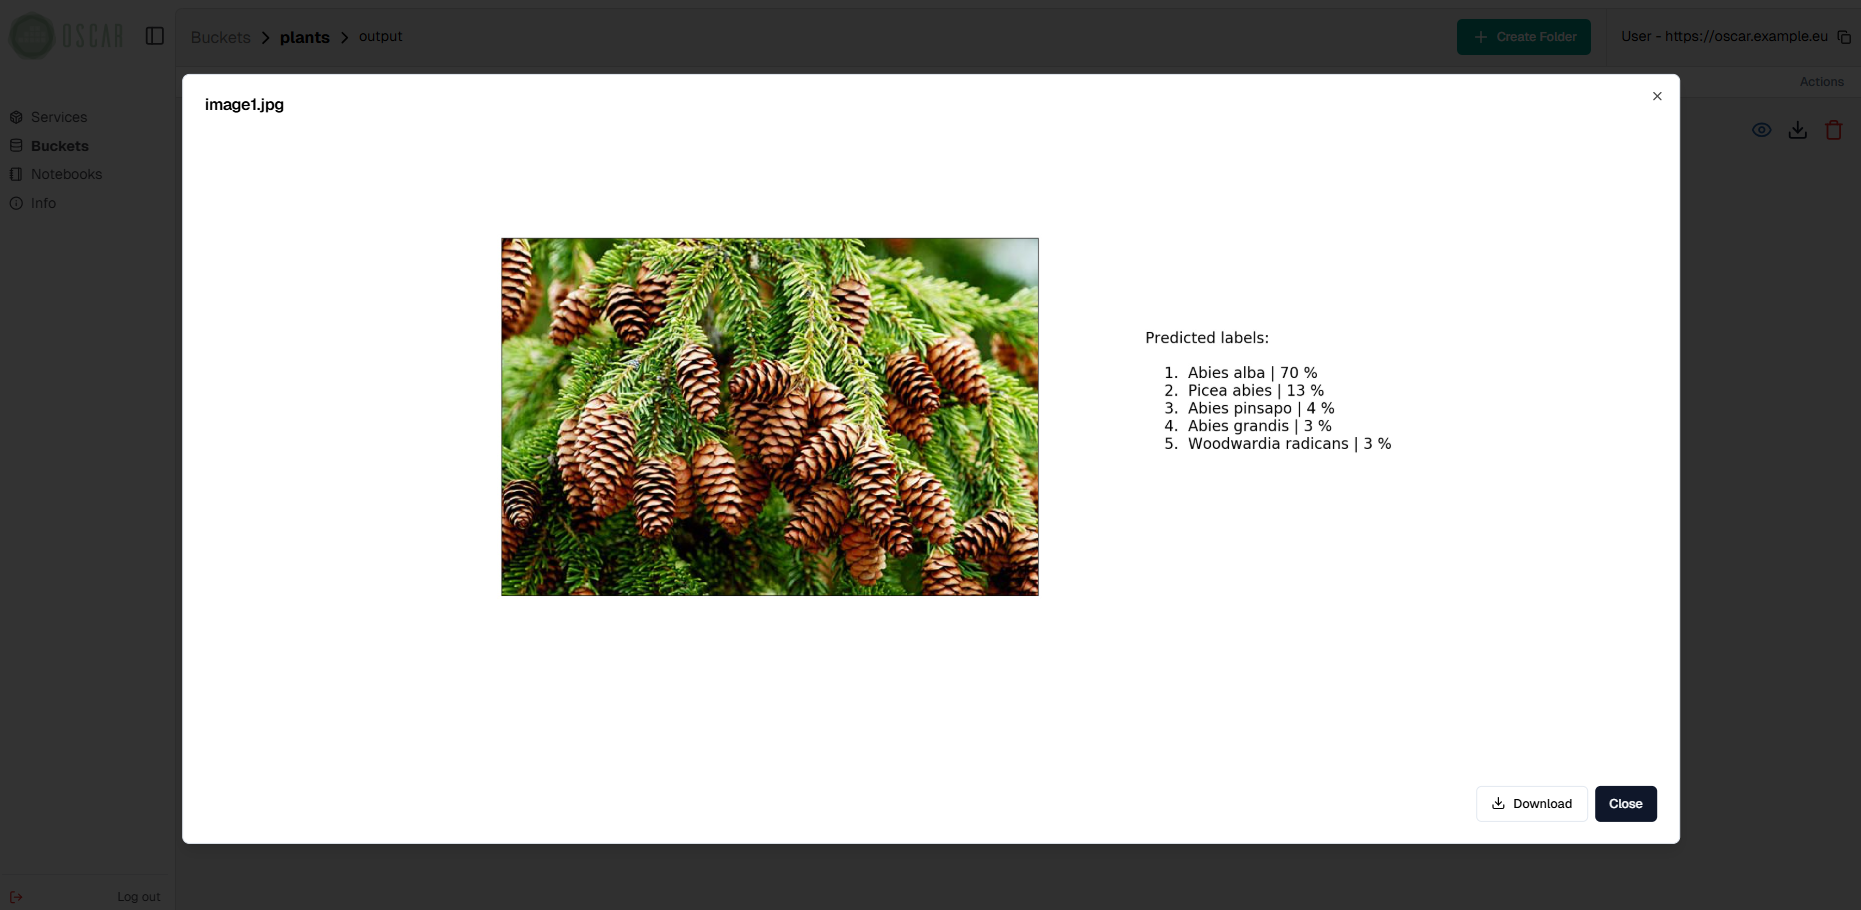 OSCAR
Buckets > plants > output
Create Folder
User - https://oscar.example.eu
Actions
Services
Buckets
Notebooks
Info
image1.jpg
Predicted labels:
1. Abies alba | 70 %
2. Picea abies | 13 %
3. Abies pinsapo | 4 %
4. Abies grandis | 3 %
5. Woodwardia radicans | 3 %
Download
Close
Log out